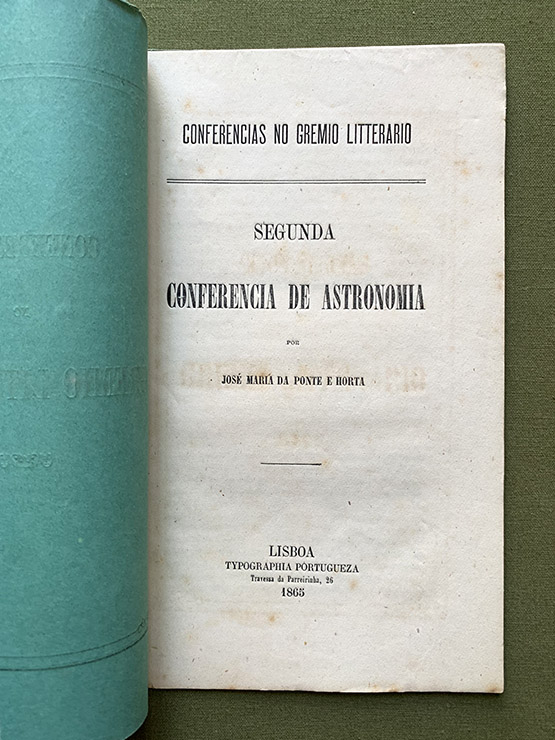 CONFERENCIAS NO GREMIO LITTERARIO
SEGUNDA
CONFERENCIA DE ASTRONOMIA
POR
JOSÉ MARIA DA PONTE E HORTA
LISBOA
TYPOGRAPHIA PORTUGUEZA
Travessa da Parreirinha, 26
1865